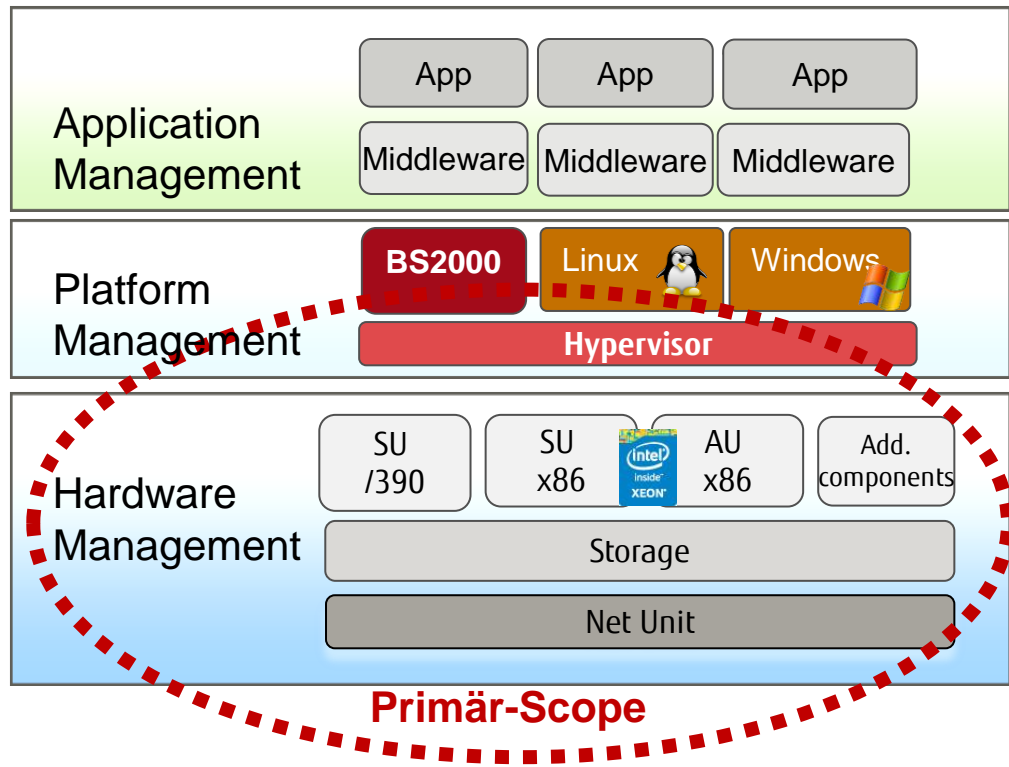 App
App
App
Application
Management
Middleware
Middleware
Middleware
BS2000
Linux
Windows
Platform
Management
Hypervisor
SU
/390
SU
x86
(intel)
inside™
XEON®
AU
x86
Add.
components
Hardware
Management
Storage
Net Unit
Primär-Scope